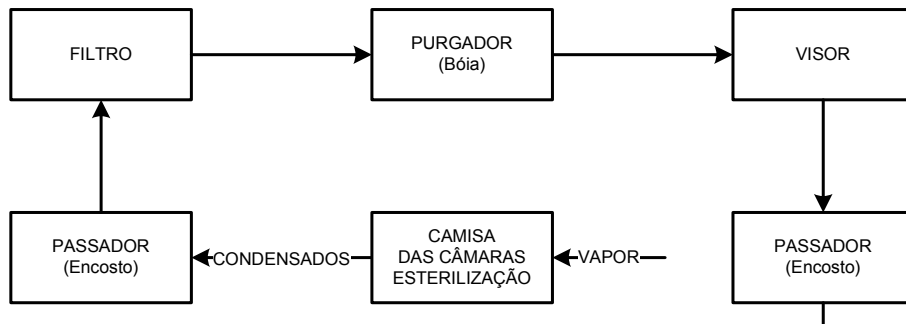 FILTRO
PURGADOR
(Bóia)
VISOR
PASSADOR
(Encosto)
CONDENSADOS
CAMISA
DAS CÂMARAS
ESTERILIZAÇÃO
VAPOR
PASSADOR
(Encosto)